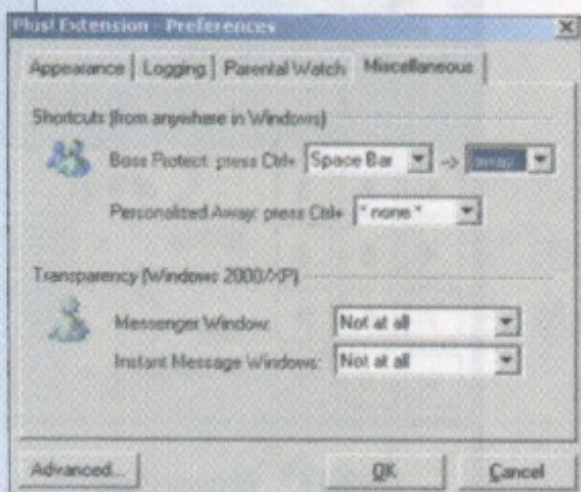 Plus! Extension - Preferences
Appearance
Logging
Parental Watch
Miscellaneous
Shortcuts (from anywhere in Windows)
Boss Protect: press Ctrl+ Space Bar -> away
Personalized Away: press Ctrl+ * none *
Transparency (Windows 2000/XP)
Messenger Window: Not at all
Instant Message Windows: Not at all
Advanced... OK Cancel